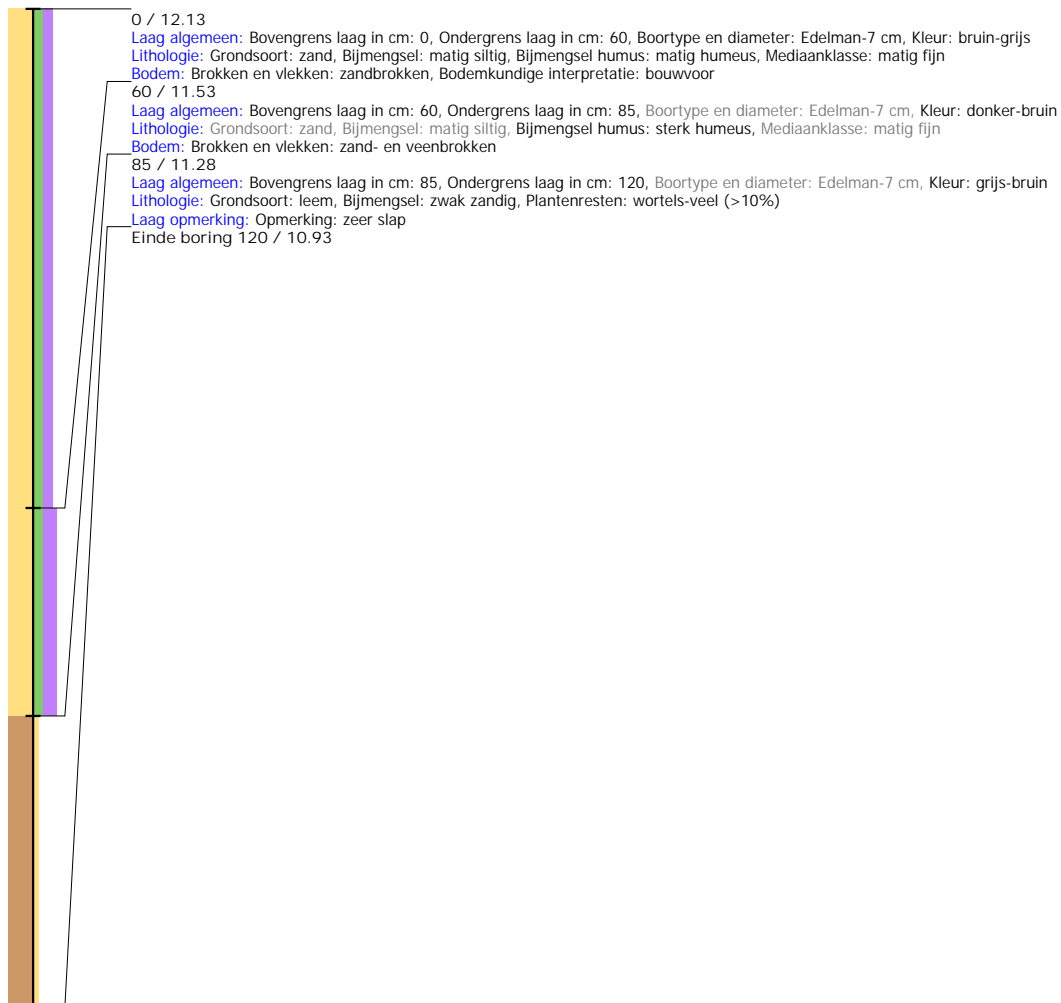 0 / 12.13
Laag algemeen: Bovengrens laag in cm: 0, Ondergrens laag in cm: 60, Boortype en diameter: Edelman-7 cm, Kleur: bruin-grijs
Lithologie: Grondsoort: zand, Bijmengsel: matig siltig, Bijmengsel humus: matig humeus, Mediaanklasse: matig fijn
Bodem: Brokken en vlekken: zandbrokken, Bodemkundige interpretatie: bouwvoor
60 / 11.53
Laag algemeen: Bovengrens laag in cm: 60, Ondergrens laag in cm: 85, Boortype en diameter: Edelman-7 cm, Kleur: donker-bruin
Lithologie: Grondsoort: zand, Bijmengsel: matig siltig, Bijmengsel humus: sterk humeus, Mediaanklasse: matig fijn
Bodem: Brokken en vlekken: zand- en veenbrokken
85 / 11.28
Laag algemeen: Bovengrens laag in cm: 85, Ondergrens laag in cm: 120, Boortype en diameter: Edelman-7 cm, Kleur: grijs-bruin
Lithologie: Grondsoort: leem, Bijmengsel: zwak zandig, Plantenresten: wortels-veel (>10%)
Laag opmerking: Opmerking: zeer slap
Einde boring 120 / 10.93